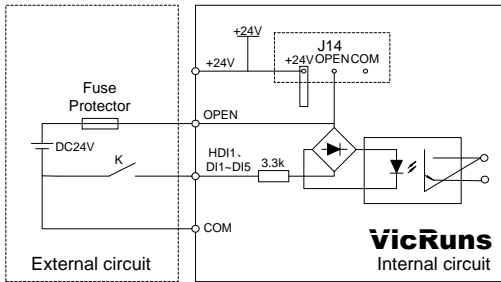 +24V
J14
+24V OPEN COM
+24V
Fuse
Protector
OPEN
DC24V
K
HDI1、
DI1~DI5
3.3k
COM
VicRuns
External circuit
Internal circuit